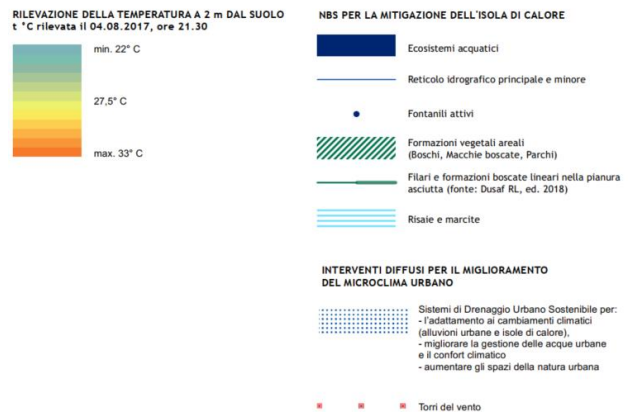 RILEVAZIONE DELLA TEMPERATURA A 2 m DAL SUOLO
t °C rilevata il 04.08.2017, ore 21.30
min. 22° C
27,5° C
max. 33° C
NBS PER LA MITIGAZIONE DELL'ISOLA DI CALORE
Ecosistemi acquatici
Reticolo idrografico principale e minore
Fontanili attivi
Formazioni vegetali areali
(Boschi, Macchie boscate, Parchi)
Filari e formazioni boscate lineari nella pianura
asciutta (fonte: Dusaf RL, ed. 2018)
Risaie e marcite
INTERVENTI DIFFUSI PER IL MIGLIORAMENTO
DEL MICROCLIMA URBANO
Sistemi di Drenaggio Urbano Sostenibile per:
- l'adattamento ai cambiamenti climatici
(alluvioni urbane e isole di calore),
- migliorare la gestione delle acque urbane
e il confort climatico
- aumentare gli spazi della natura urbana
Torri del vento